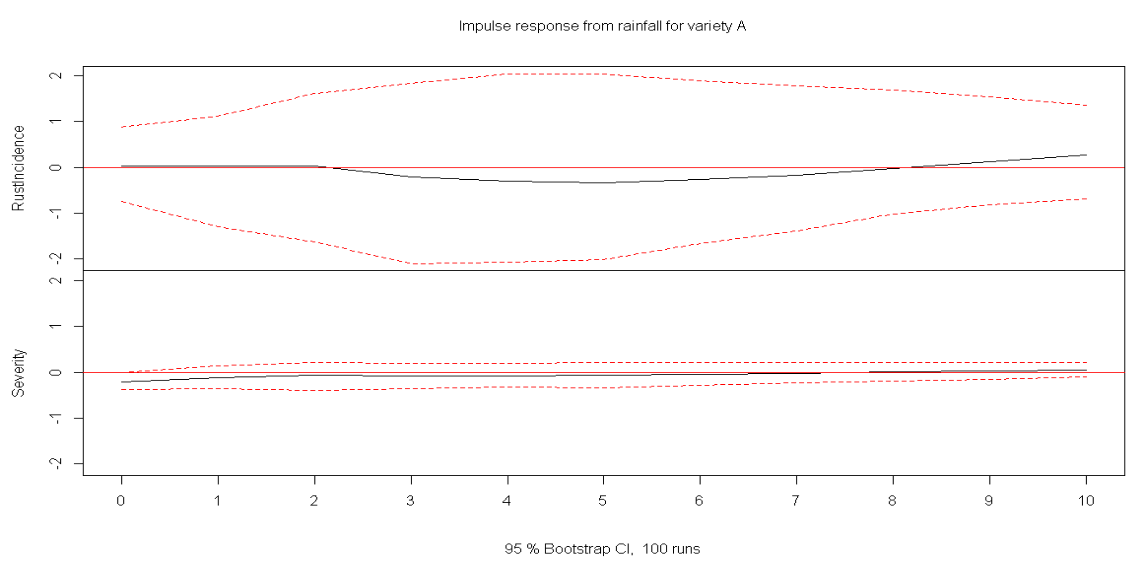 Impulse response from rainfall for variety A
RustIncidence
2
1
0
-1
-2
Severity
2
1
0
-1
-2
0 1 2 3 4 5 6 7 8 9 10
95 % Bootstrap CI, 100 runs